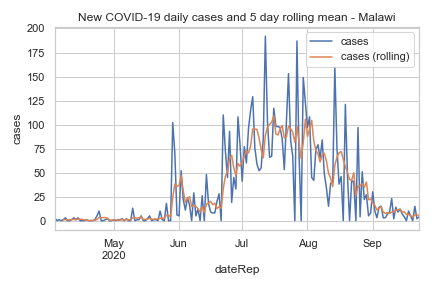 New COVID-19 daily cases and 5 day rolling mean - Malawi
cases
cases (rolling)
200
175
150
125
100
75
50
25
0
cases
May
2020
Jun
Jul
Aug
Sep
dateRep